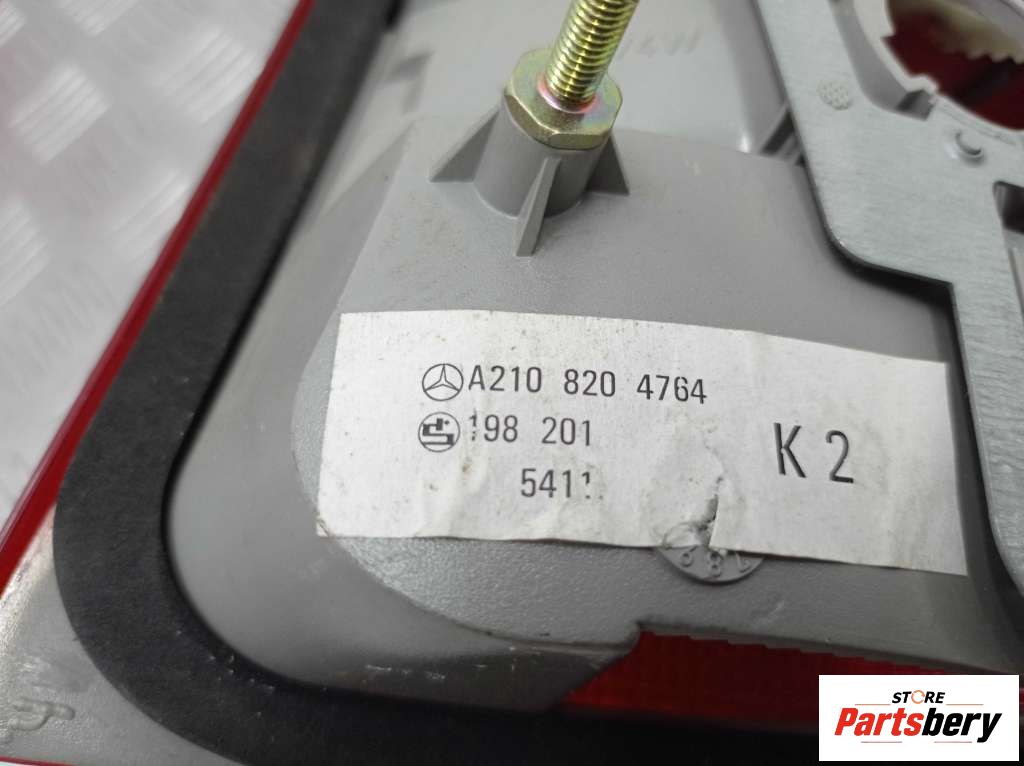 A210 820 4764
198 201
K 2
5411
STORE
Partsbery